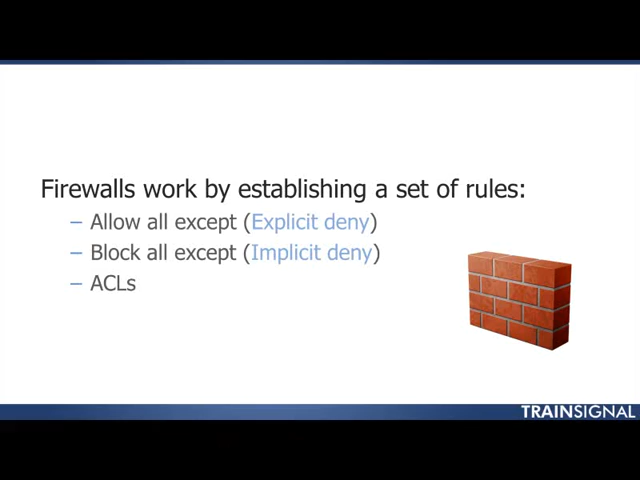 Firewalls work by establishing a set of rules:
– Allow all except (Explicit deny)
– Block all except (Implicit deny)
– ACLs
TRAINSIGNAL